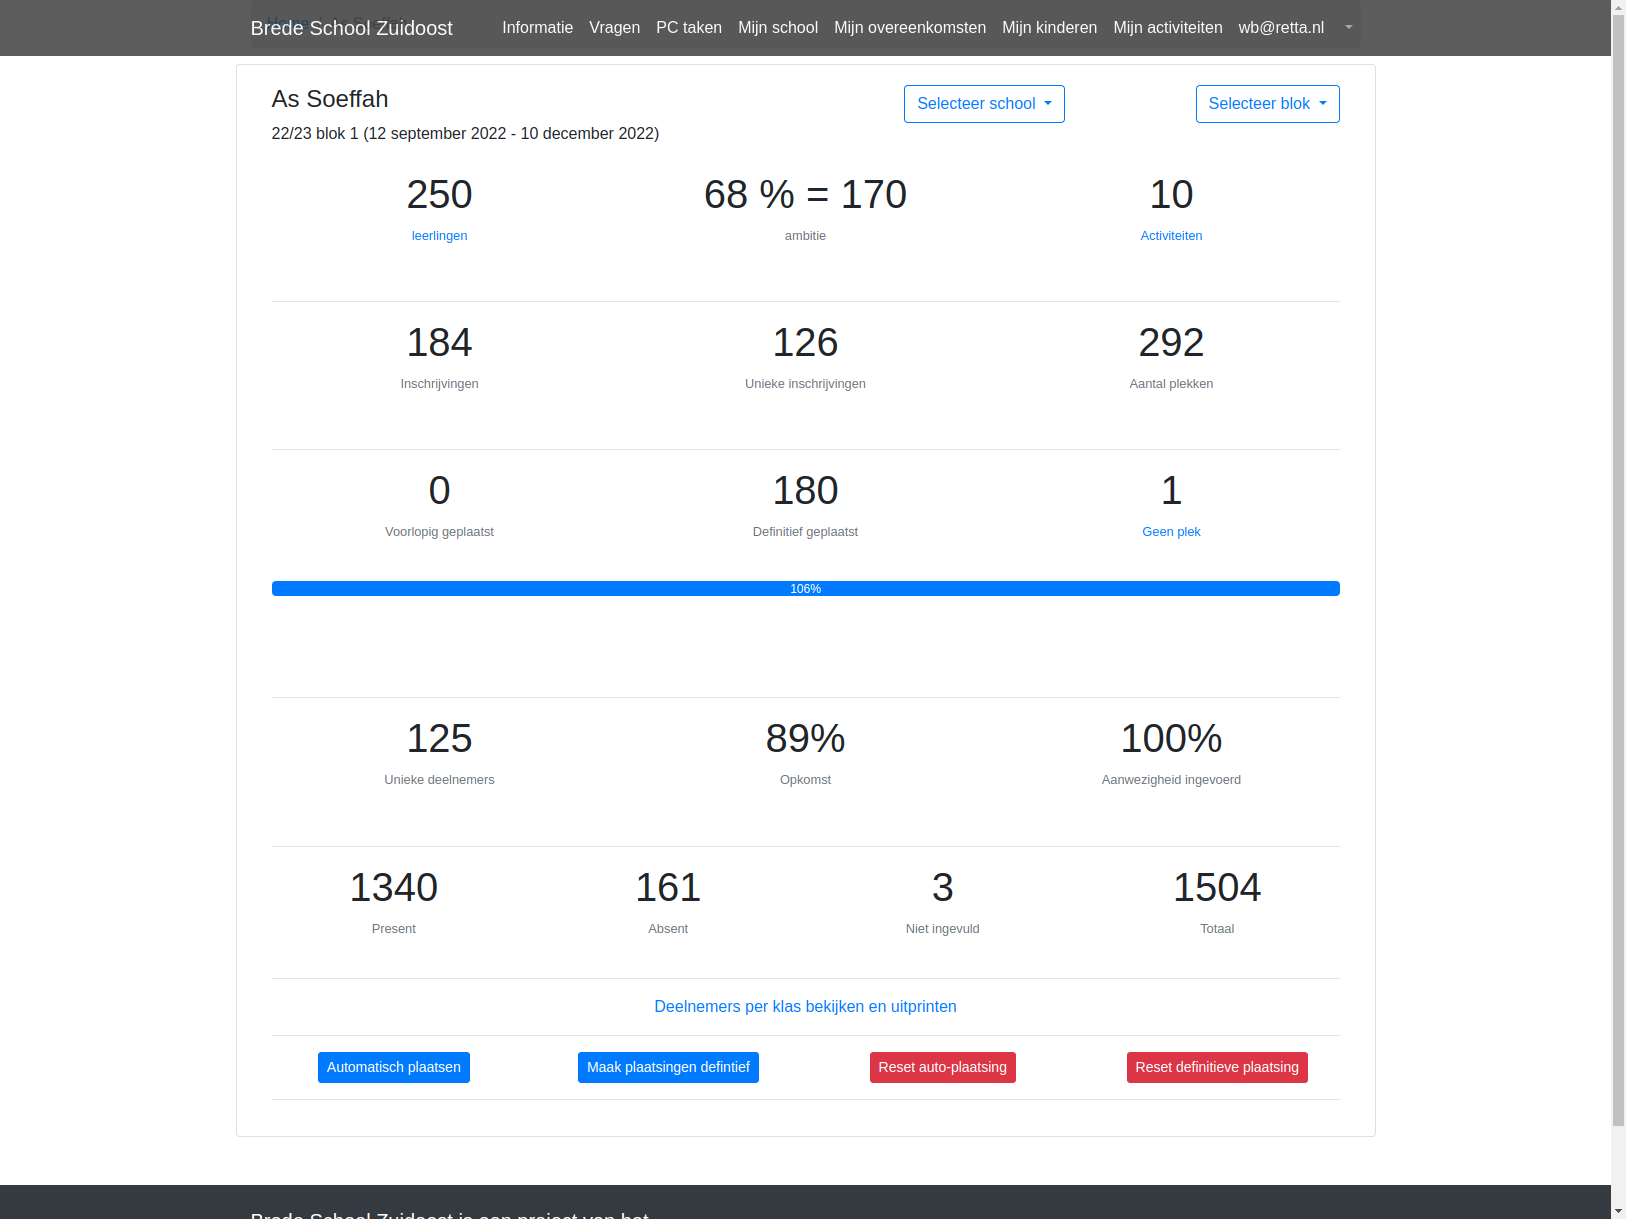 Brede School Zuidoost Informatie Vragen PC taken Mijn school Mijn overeenkomsten Mijn kinderen Mijn activiteiten wb@retta.nl
As Soeffah Selecteer school Selecteer blok
22/23 blok 1 (12 september 2022 - 10 december 2022)
250 68 % = 170 10
leerlingen ambitie Activiteiten
184 126 292
Inschrijvingen Unieke inschrijvingen Aantal plekken
0 180 1
Voorlopig geplaatst Definitief geplaatst Geen plek
106%
125 89% 100%
Unieke deelnemers Opkomst Aanwezigheid ingevoerd
1340 161 3 1504
Present Absent Niet ingevuld Totaal
Deelnemers per klas bekijken en uitprinten
Automatisch plaatsen Maak plaatsingen defintief Reset auto-plaatsing Reset definitieve plaatsing
Brede School Zuidoost is een project van het